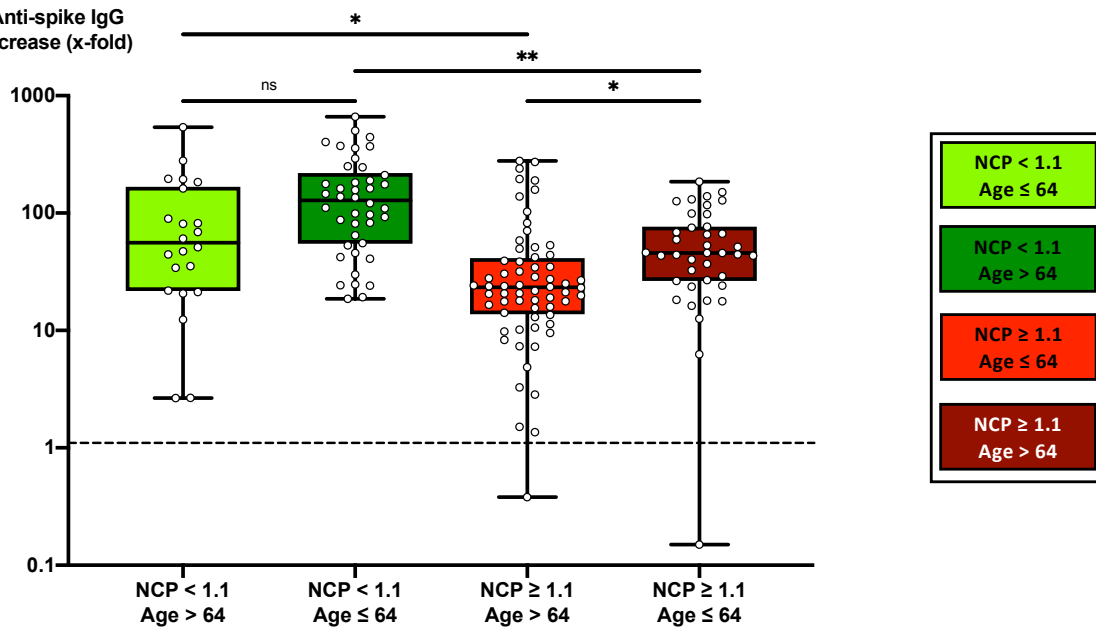 Anti-spike IgG
crease (x-fold)
*
**
ns
*
1000
100
10
1
0.1
NCP < 1.1
Age > 64
NCP < 1.1
Age ≤ 64
NCP ≥ 1.1
Age > 64
NCP ≥ 1.1
Age ≤ 64
NCP < 1.1
Age ≤ 64
NCP < 1.1
Age > 64
NCP ≥ 1.1
Age ≤ 64
NCP ≥ 1.1
Age > 64